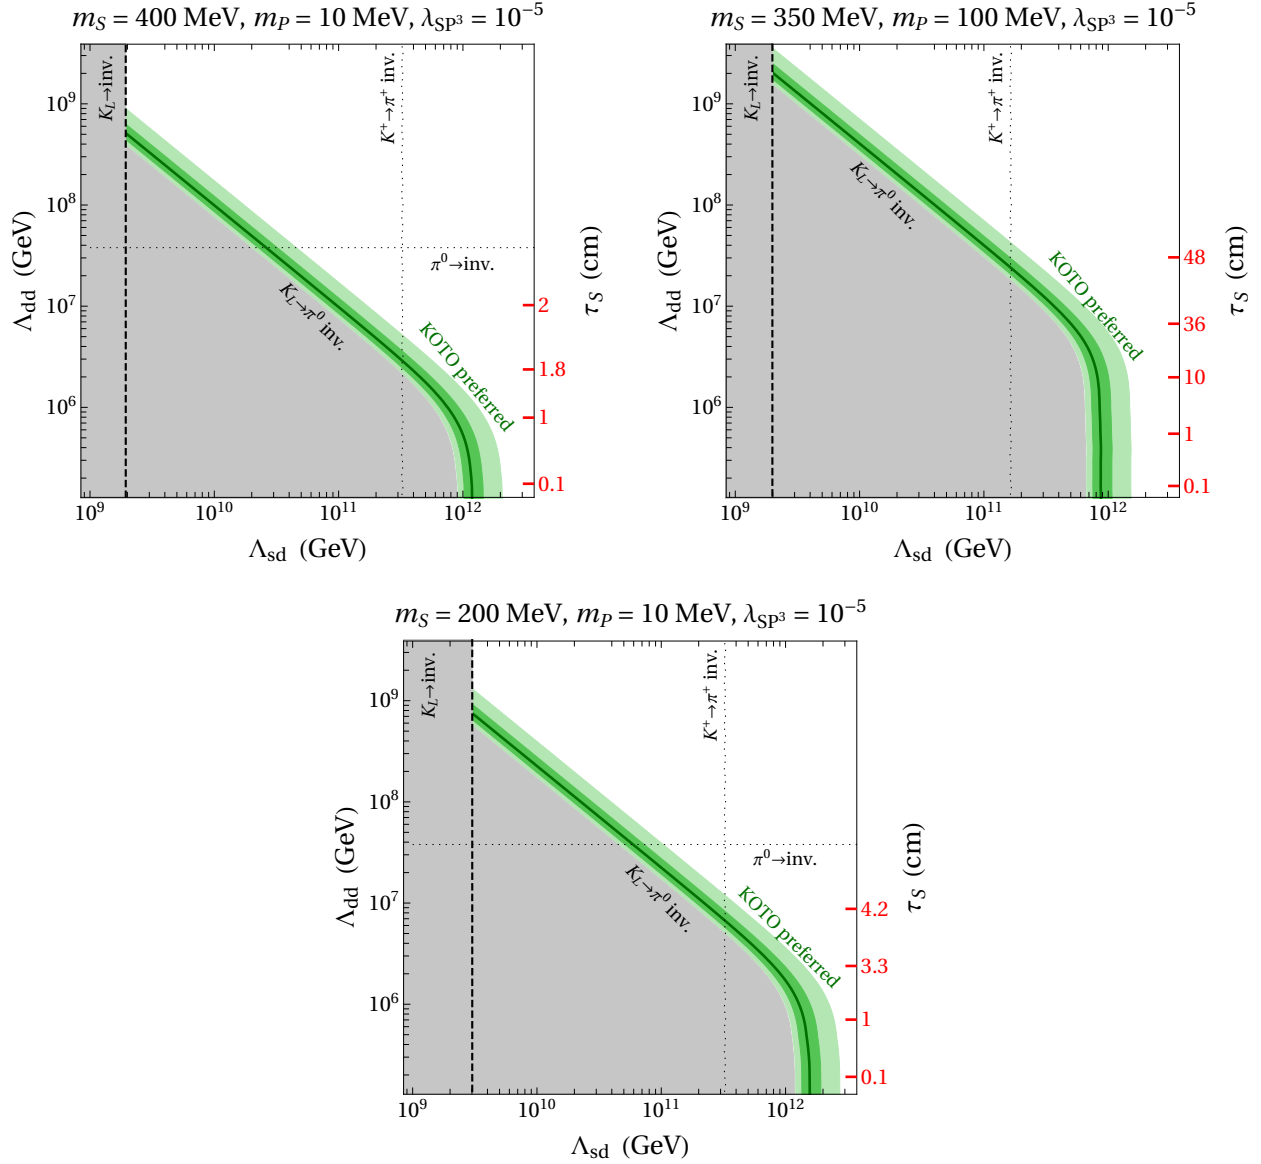 m_S = 400 MeV, m_P = 10 MeV, λ_SP³ = 10⁻⁵
K_L→inv.
K⁺→π⁺ inv.
π⁰→inv.
K_L→π⁰ inv.
KOTO preferred
10⁹
10⁸
10⁷
10⁶
Λ_dd (GeV)
2
1.8
1
0.1
τ_S (cm)
10⁹ 10¹⁰ 10¹¹ 10¹²
Λ_sd (GeV)
m_S = 350 MeV, m_P = 100 MeV, λ_SP³ = 10⁻⁵
K_L→inv.
K⁺→π⁺ inv.
K_L→π⁰ inv.
KOTO preferred
10⁹
10⁸
10⁷
10⁶
Λ_dd (GeV)
48
36
10
1
0.1
τ_S (cm)
10⁹ 10¹⁰ 10¹¹ 10¹²
Λ_sd (GeV)
m_S = 200 MeV, m_P = 10 MeV, λ_SP³ = 10⁻⁵
K_L→inv.
K⁺→π⁺ inv.
π⁰→inv.
K_L→π⁰ inv.
KOTO preferred
10⁹
10⁸
10⁷
10⁶
Λ_dd (GeV)
4.2
3.3
1
0.1
τ_S (cm)
10⁹ 10¹⁰ 10¹¹ 10¹²
Λ_sd (GeV)